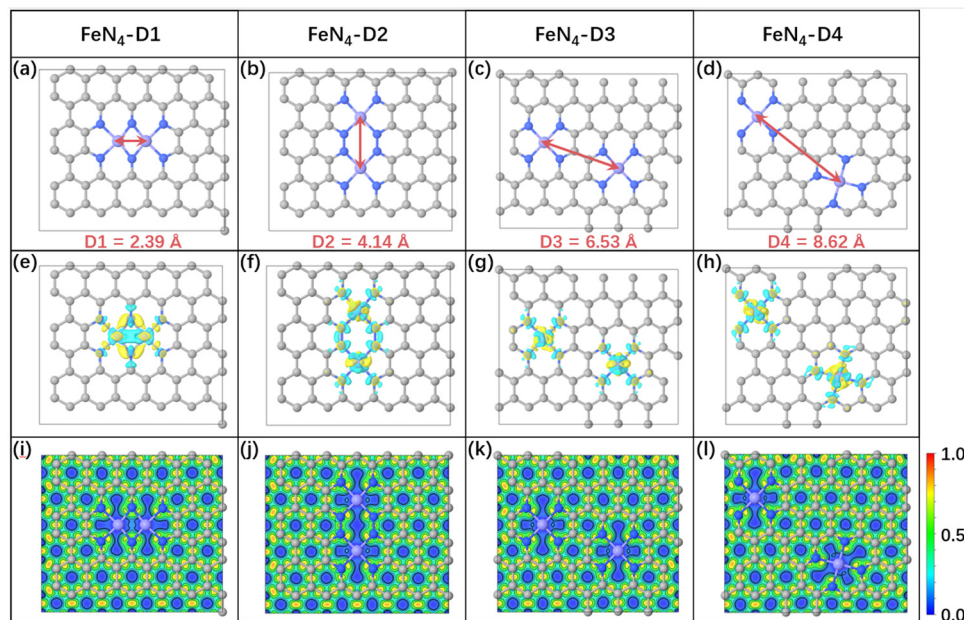 FeN₄-D1 FeN₄-D2 FeN₄-D3 FeN₄-D4
(a) (b) (c) (d)
D1 = 2.39 Å D2 = 4.14 Å D3 = 6.53 Å D4 = 8.62 Å
(e) (f) (g) (h)
(i) (j) (k) (l)
1.0
0.5
0.0